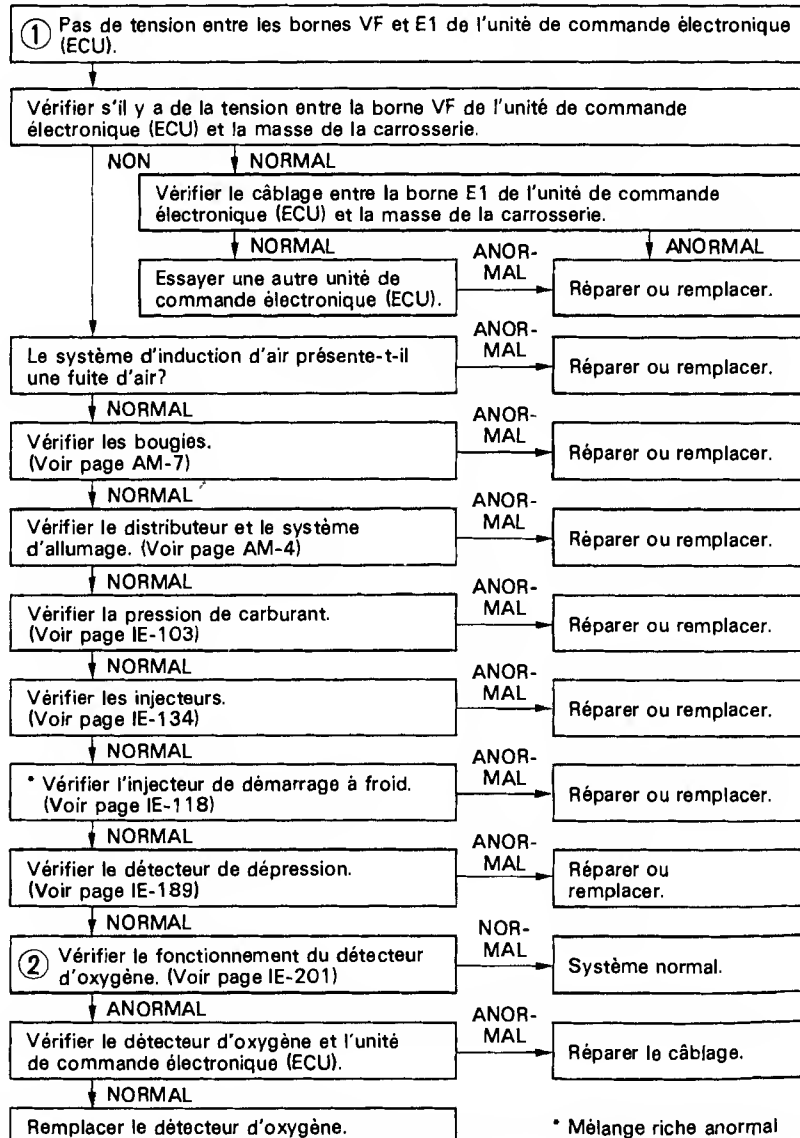 ① Pas de tension entre les bornes VF et E1 de l'unité de commande électronique
(ECU).
Vérifier s'il y a de la tension entre la borne VF de l'unité de commande
électronique (ECU) et la masse de la carrosserie.
NON
NORMAL
Vérifier le câblage entre la borne E1 de l'unité de commande
électronique (ECU) et la masse de la carrosserie.
NORMAL
ANOR-
MAL
ANORMAL
Essayer une autre unité de
commande électronique (ECU).
Réparer ou remplacer.
Le système d'induction d'air présente-t-il
une fuite d'air?
ANOR-
MAL
Réparer ou remplacer.
NORMAL
Vérifier les bougies.
(Voir page AM-7)
ANOR-
MAL
Réparer ou remplacer.
NORMAL
Vérifier le distributeur et le système
d'allumage. (Voir page AM-4)
ANOR-
MAL
Réparer ou remplacer.
NORMAL
Vérifier la pression de carburant.
(Voir page IE-103)
ANOR-
MAL
Réparer ou remplacer.
NORMAL
Vérifier les injecteurs.
(Voir page IE-134)
ANOR-
MAL
Réparer ou remplacer.
NORMAL
* Vérifier l'injecteur de démarrage à froid.
(Voir page IE-118)
ANOR-
MAL
Réparer ou remplacer.
NORMAL
Vérifier le détecteur de dépression.
(Voir page IE-189)
ANOR-
MAL
Réparer ou
remplacer.
NORMAL
② Vérifier le fonctionnement du détecteur
d'oxygène. (Voir page IE-201)
NOR-
MAL
Système normal.
ANORMAL
Vérifier le détecteur d'oxygène et l'unité
de commande électronique (ECU).
ANOR-
MAL
Réparer le câblage.
NORMAL
Remplacer le détecteur d'oxygène.
* Mélange riche anormal